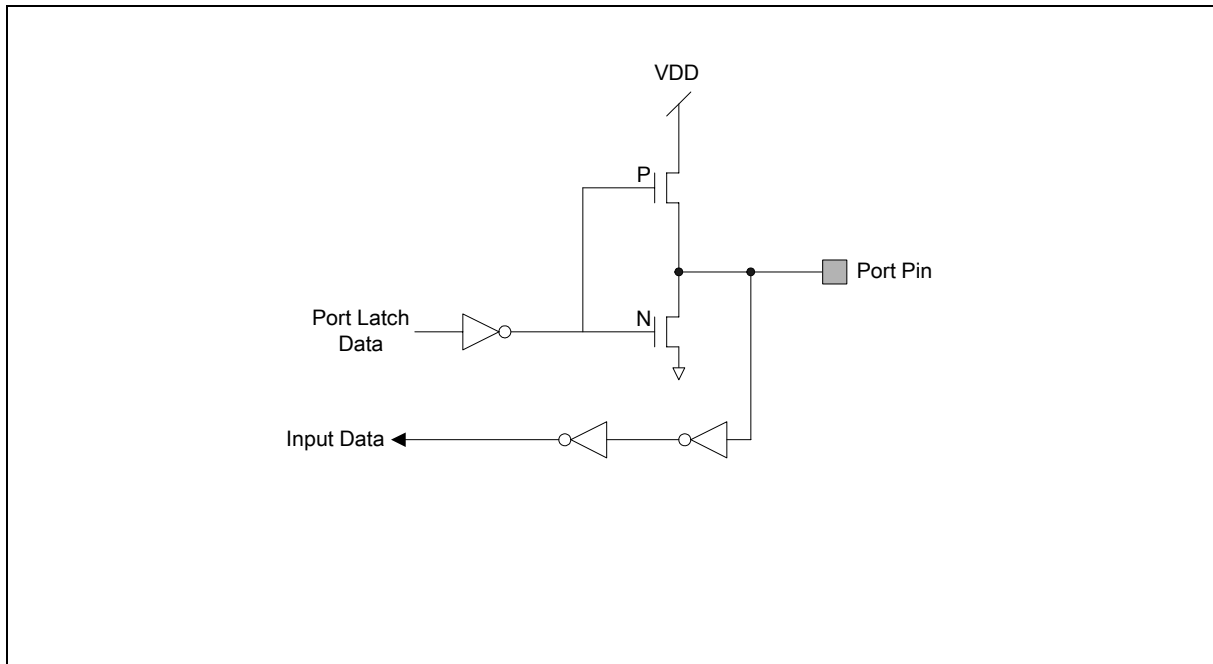 VDD
P
Port Pin
N
Port Latch
Data
Input Data